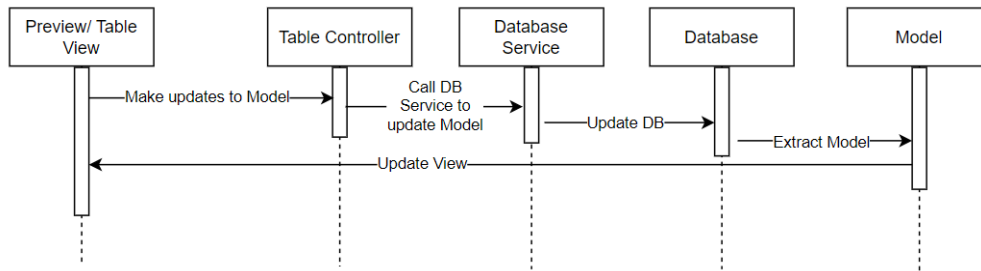 Preview/ Table
View
Table Controller
Database
Service
Database
Model
Make updates to Model
Call DB
Service to
update Model
Update DB
Extract Model
Update View